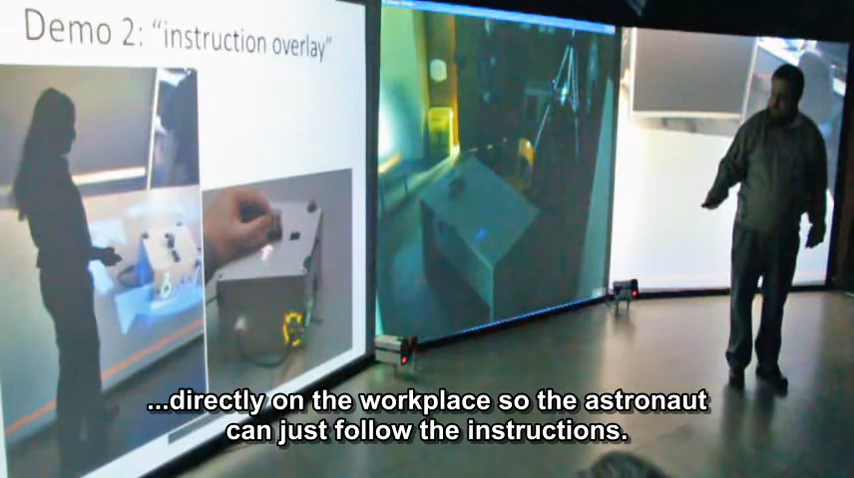 Demo 2: “instruction overlay”
...directly on the workplace so the astronaut
can just follow the instructions.